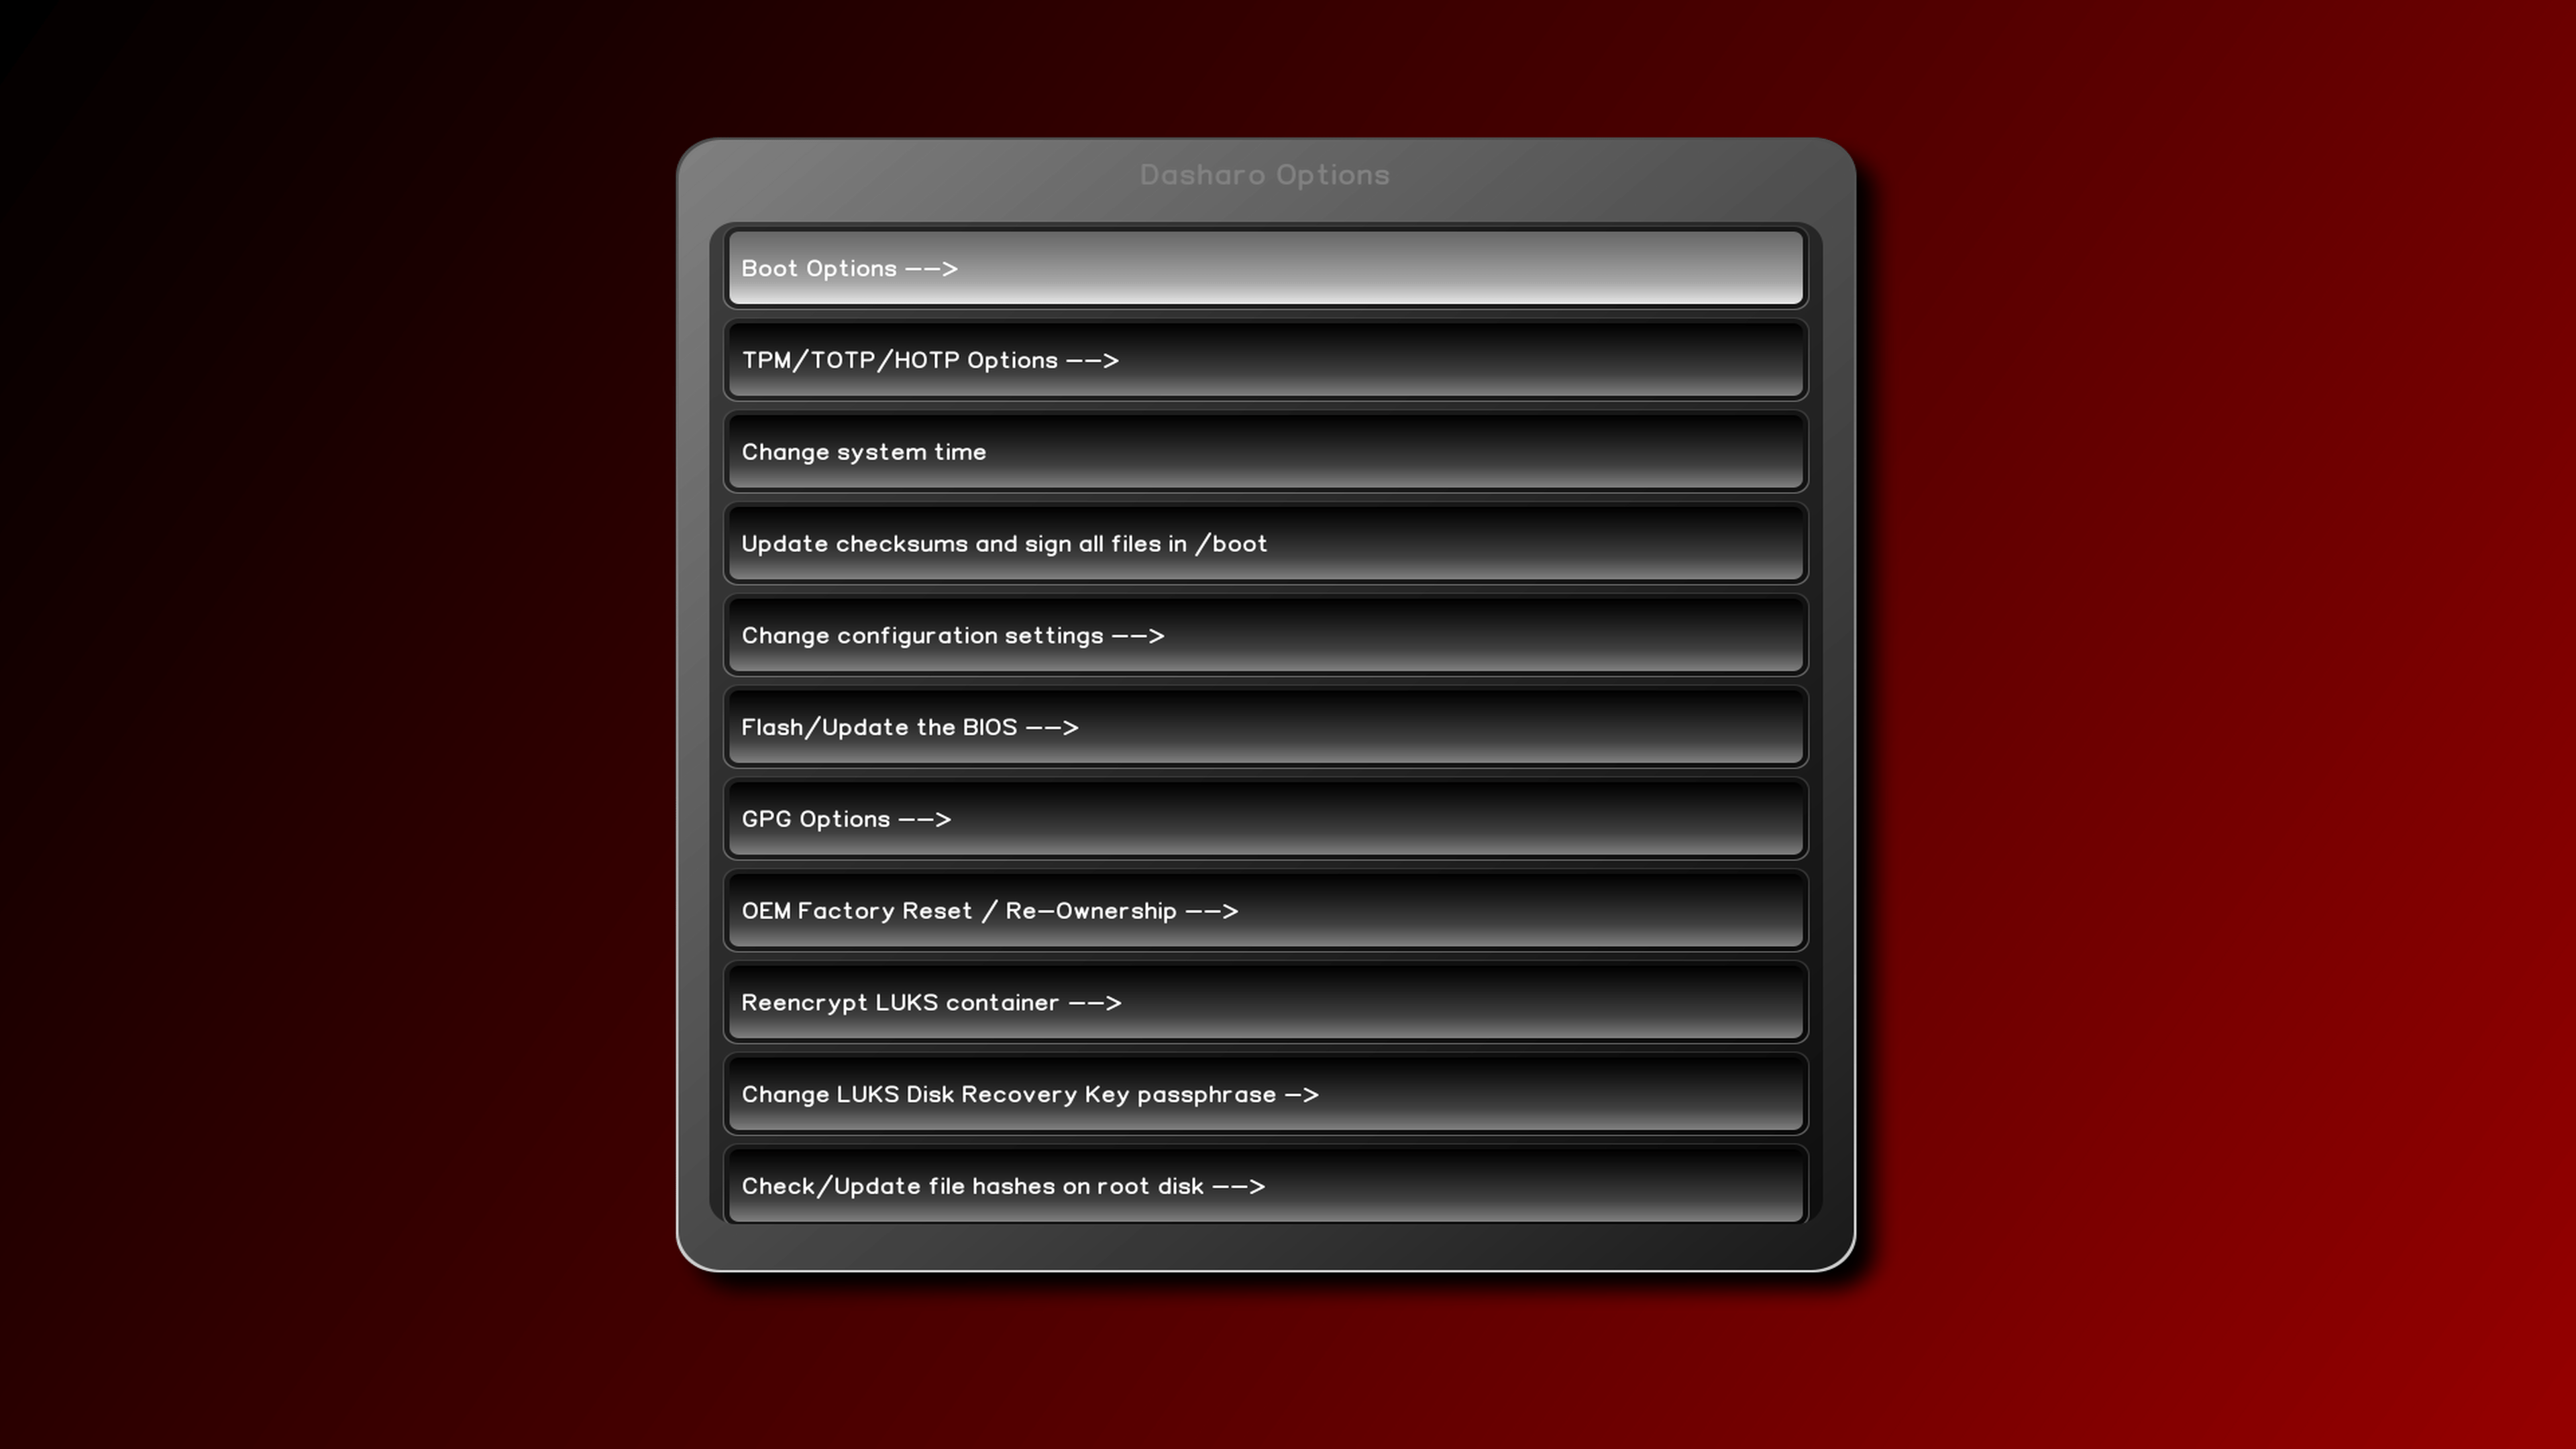 Dasharo Options
Boot Options -->
TPM/TOTP/HOTP Options -->
Change system time
Update checksums and sign all files in /boot
Change configuration settings -->
Flash/Update the BIOS -->
GPG Options -->
OEM Factory Reset / Re-Ownership -->
Reencrypt LUKS container -->
Change LUKS Disk Recovery Key passphrase ->
Check/Update file hashes on root disk -->